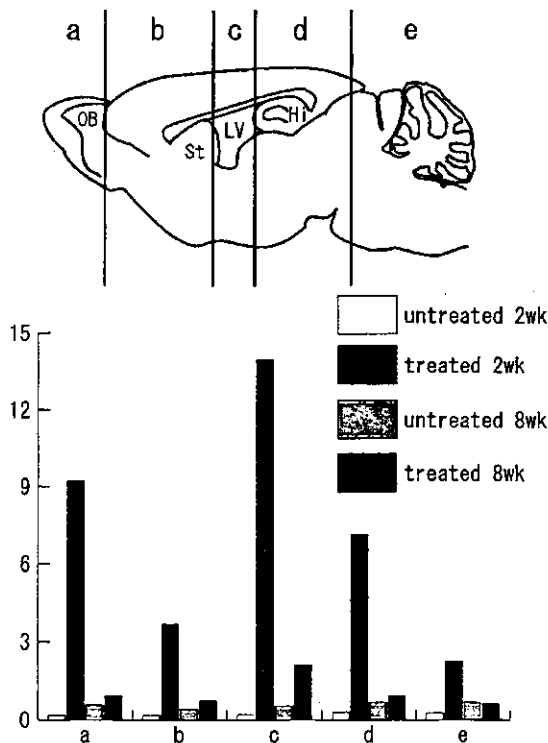 a b c d e
OB St LV Hi
untreated 2wk
treated 2wk
untreated 8wk
treated 8wk
15
12
9
6
3
0
a b c d e